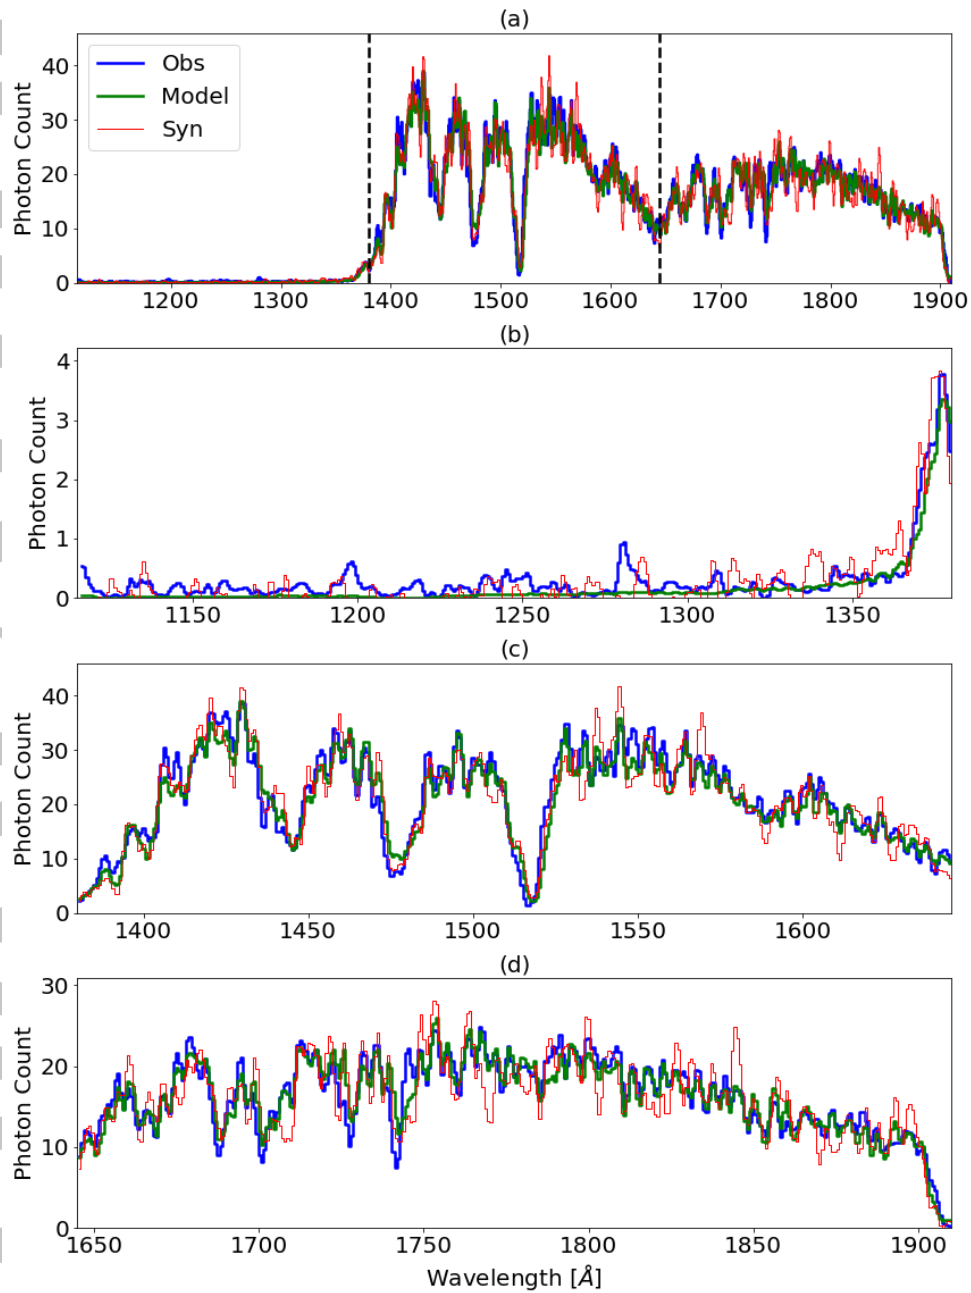 (a)
Photon Count
40
30
20
10
0
Obs
Model
Syn
1200 1300 1400 1500 1600 1700 1800 1900
(b)
Photon Count
4
3
2
1
0
1150 1200 1250 1300 1350
(c)
Photon Count
40
30
20
10
0
1400 1450 1500 1550 1600
(d)
Photon Count
30
20
10
0
1650 1700 1750 1800 1850 1900
Wavelength [Å]